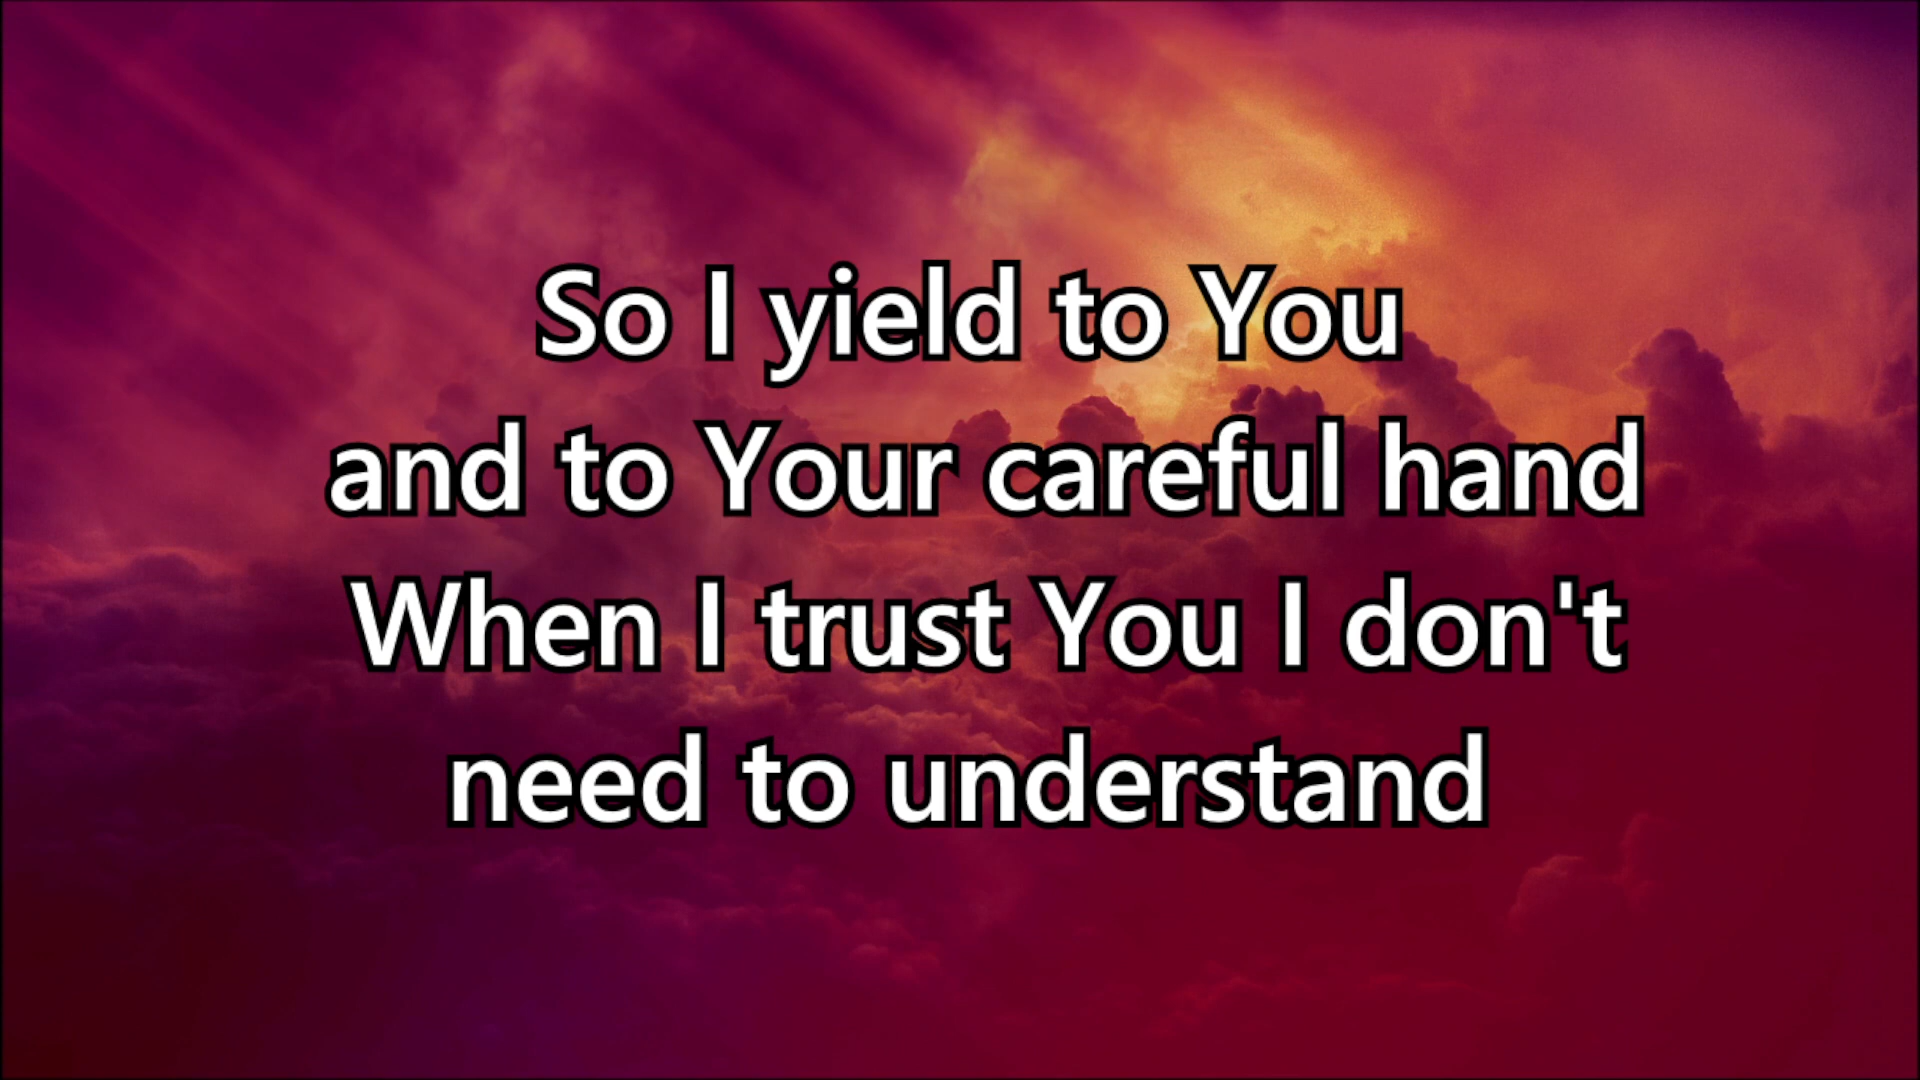 So I yield to You
and to Your careful hand
When I trust You I don't
need to understand